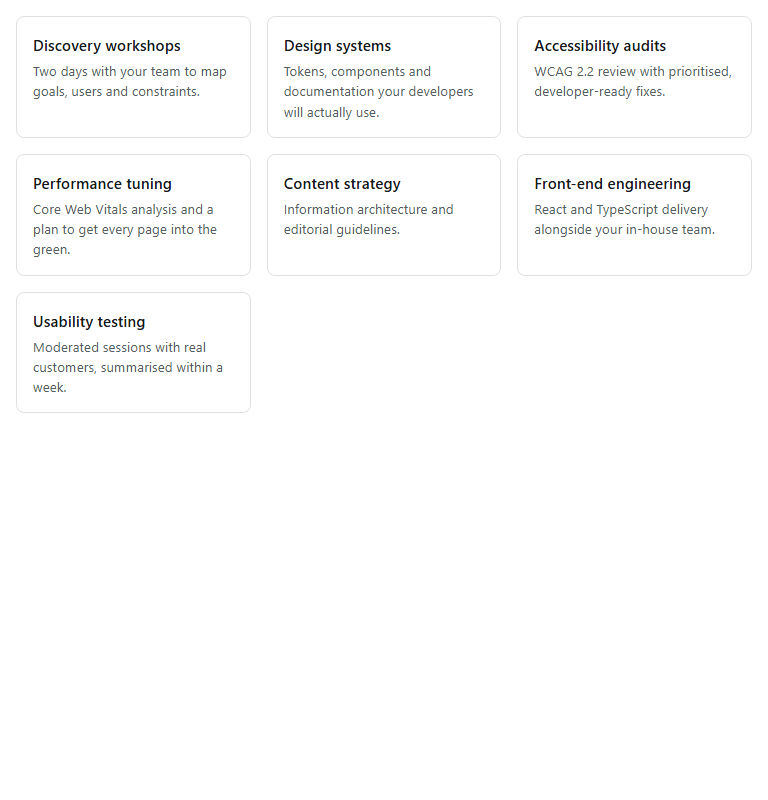 Discovery workshops
Two days with your team to map
goals, users and constraints.
Design systems
Tokens, components and
documentation your developers
will actually use.
Accessibility audits
WCAG 2.2 review with prioritised,
developer-ready fixes.
Performance tuning
Core Web Vitals analysis and a
plan to get every page into the
green.
Content strategy
Information architecture and
editorial guidelines.
Front-end engineering
React and TypeScript delivery
alongside your in-house team.
Usability testing
Moderated sessions with real
customers, summarised within a
week.